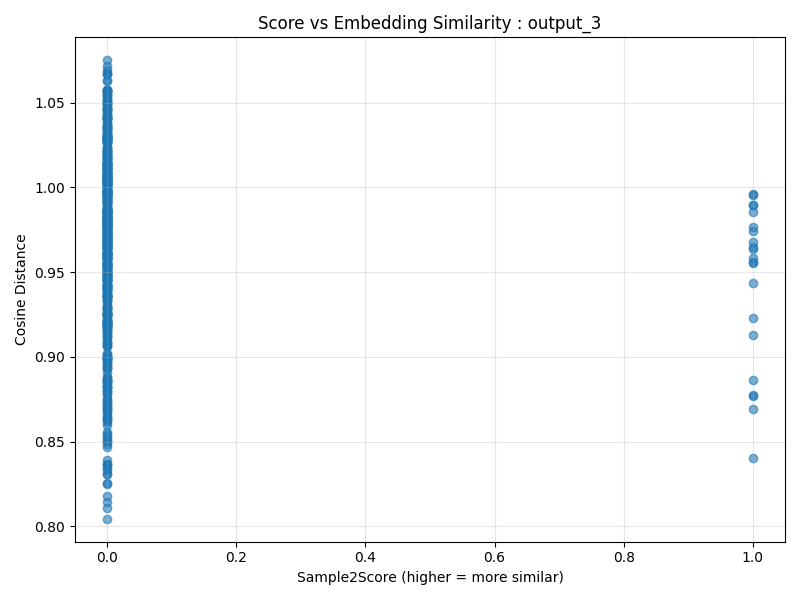 Score vs Embedding Similarity : output_3
Cosine Distance
1.05
1.00
0.95
0.90
0.85
0.80
0.0 0.2 0.4 0.6 0.8 1.0
Sample2Score (higher = more similar)